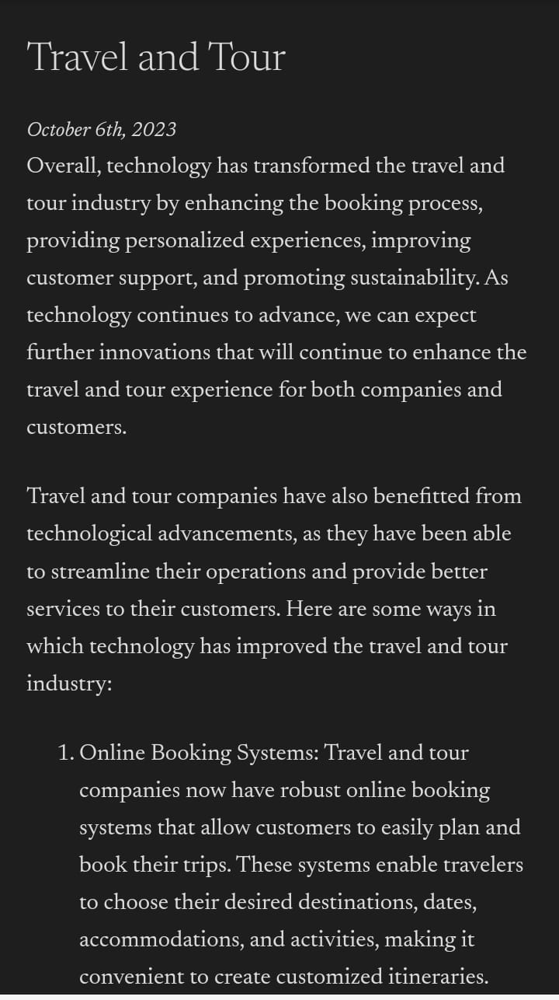 Travel and Tour
October 6th, 2023
Overall, technology has transformed the travel and
tour industry by enhancing the booking process,
providing personalized experiences, improving
customer support, and promoting sustainability. As
technology continues to advance, we can expect
further innovations that will continue to enhance the
travel and tour experience for both companies and
customers.
Travel and tour companies have also benefitted from
technological advancements, as they have been able
to streamline their operations and provide better
services to their customers. Here are some ways in
which technology has improved the travel and tour
industry:
1. Online Booking Systems: Travel and tour
companies now have robust online booking
systems that allow customers to easily plan and
book their trips. These systems enable travelers
to choose their desired destinations, dates,
accommodations, and activities, making it
convenient to create customized itineraries.